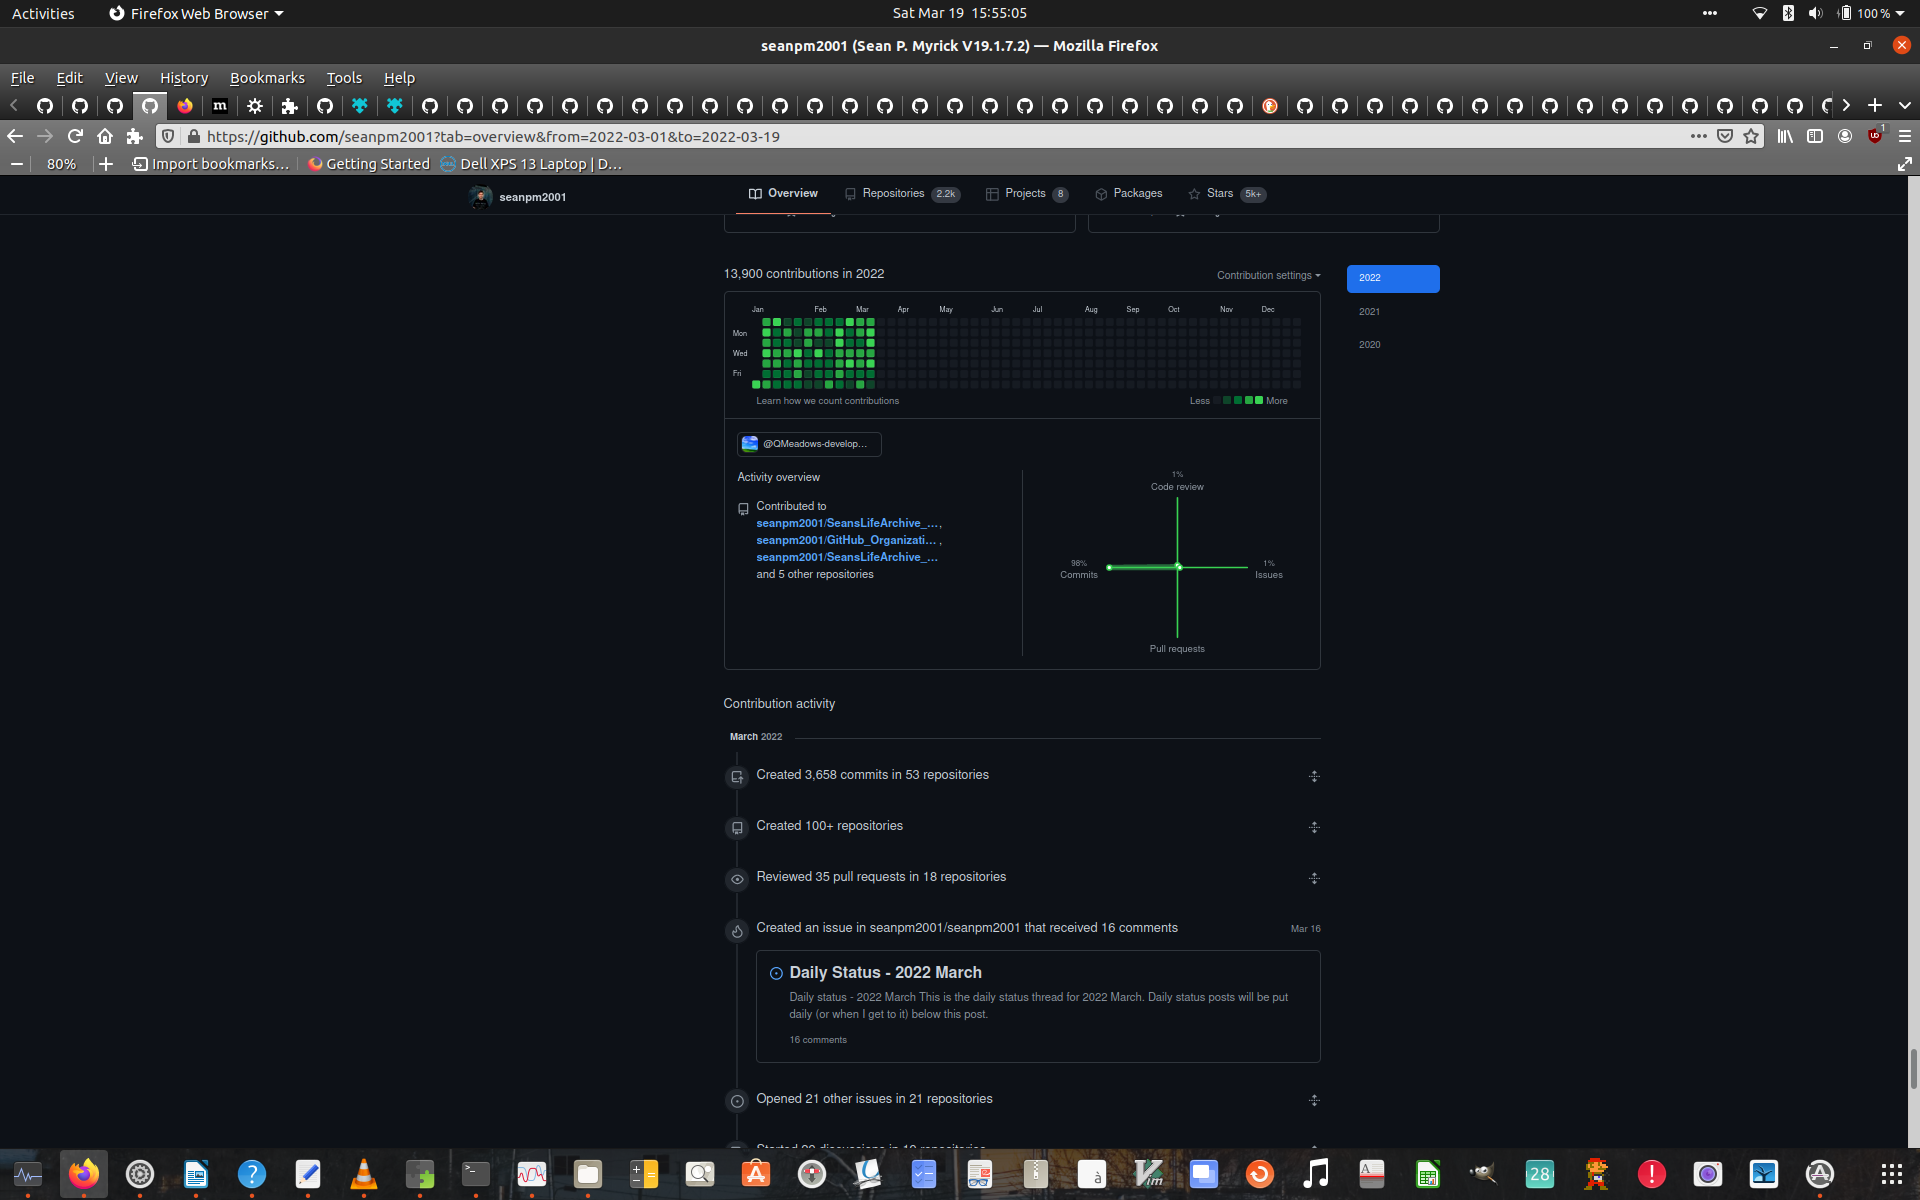 Activities
Firefox Web Browser
Sat Mar 19 15:55:05
100 %
seanpm2001 (Sean P. Myrick V19.1.7.2) — Mozilla Firefox
File Edit View History Bookmarks Tools Help
https://github.com/seanpm2001?tab=overview&from=2022-03-01&to=2022-03-19
1
80%
Import bookmarks…
Getting Started
Dell XPS 13 Laptop | D…
seanpm2001
Overview
Repositories 2.2k
Projects 8
Packages
Stars 5k+
13,900 contributions in 2022
Contribution settings
2022
2021
2020
Jan Feb Mar Apr May Jun Jul Aug Sep Oct Nov Dec
Mon
Wed
Fri
Learn how we count contributions
Less More
@QMeadows-develop…
Activity overview
Contributed to
seanpm2001/SeansLifeArchive_… ,
seanpm2001/GitHub_Organizati… ,
seanpm2001/SeansLifeArchive_…
and 5 other repositories
1%
Code review
98%
Commits
1%
Issues
Pull requests
Contribution activity
March 2022
Created 3,658 commits in 53 repositories
Created 100+ repositories
Reviewed 35 pull requests in 18 repositories
Created an issue in seanpm2001/seanpm2001 that received 16 comments
Mar 16
Daily Status - 2022 March
Daily status - 2022 March This is the daily status thread for 2022 March. Daily status posts will be put
daily (or when I get to it) below this post.
16 comments
Opened 21 other issues in 21 repositories
28